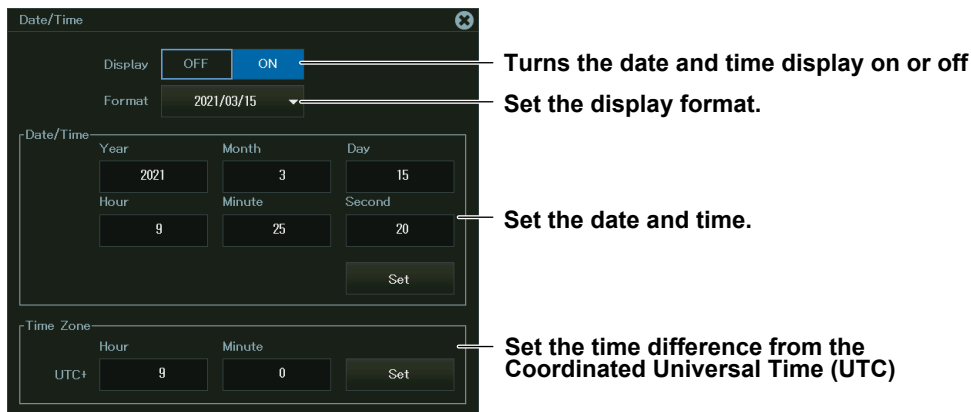 Date/Time
Display OFF ON
Turns the date and time display on or off
Format 2021/03/15
Set the display format.
Date/Time
Year Month Day
2021 3 15
Hour Minute Second
9 25 20
Set the date and time.
Set
Time Zone
Hour Minute
UTC+ 9 0 Set
Set the time difference from the
Coordinated Universal Time (UTC)